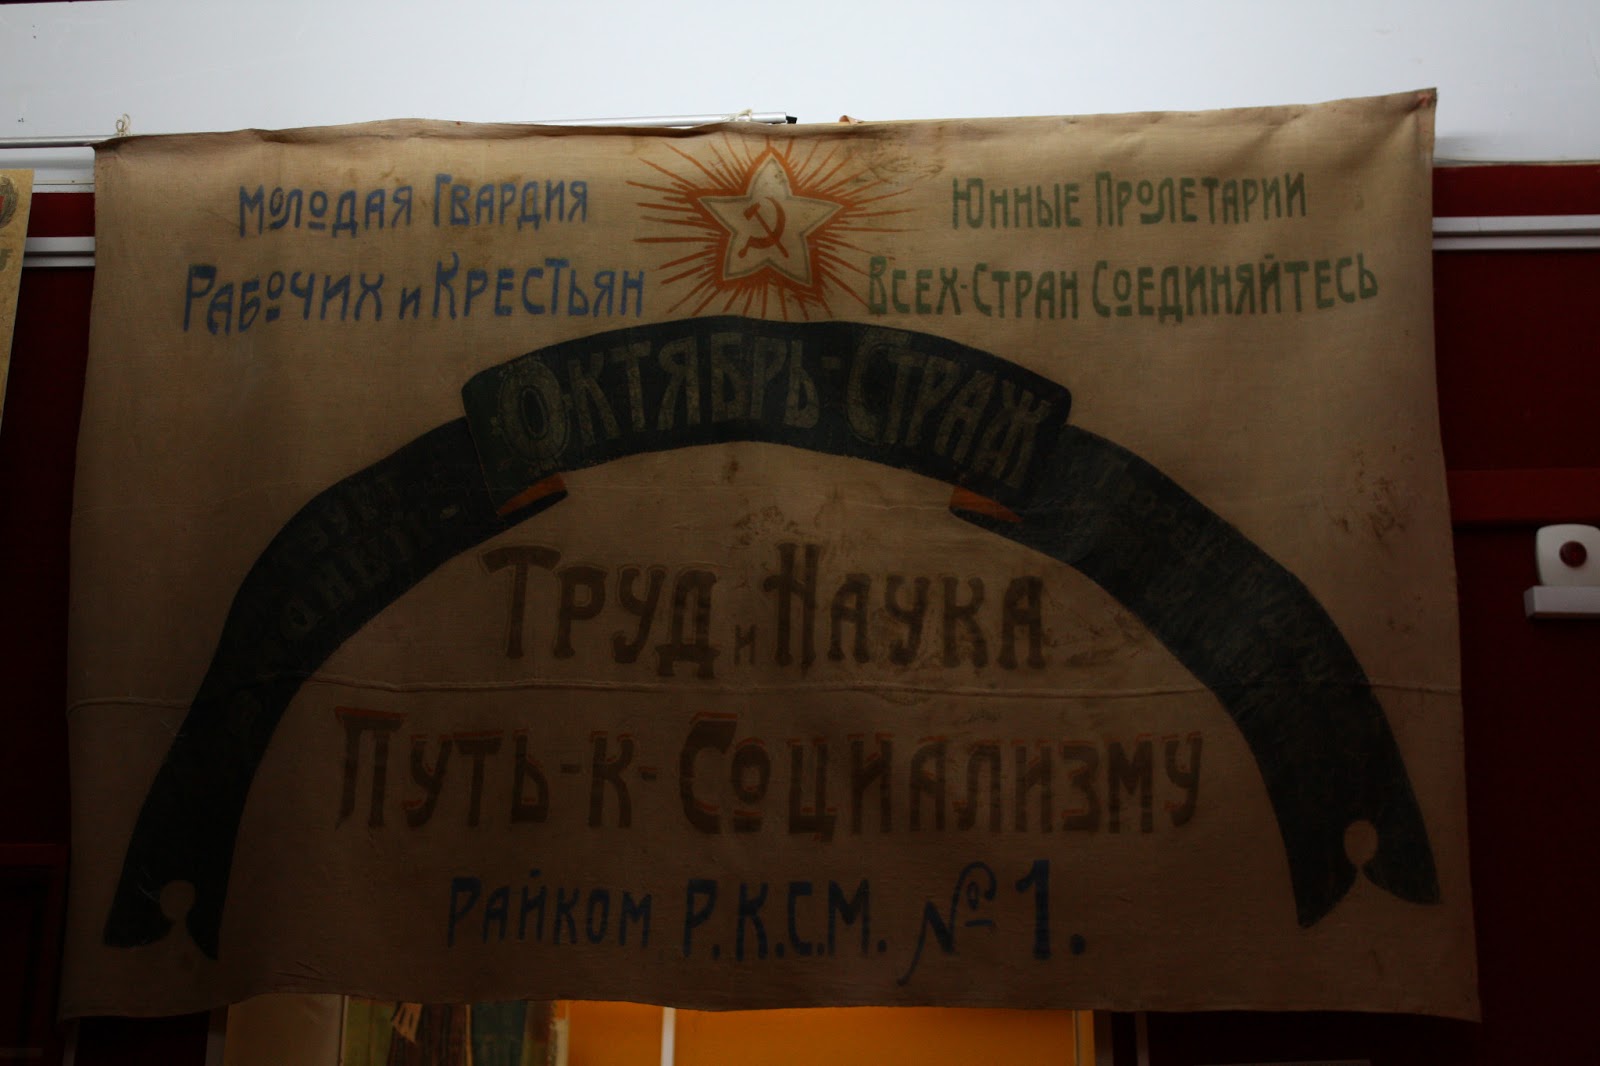 Молодая Гвардия
Рабочих и Крестьян
Юнные Пролетарии
Всех-Стран Соединяйтесь
Октябрь-Страж
Труд и Наука
Путь-к-Социализму
Райком Р.К.С.М. № 1.